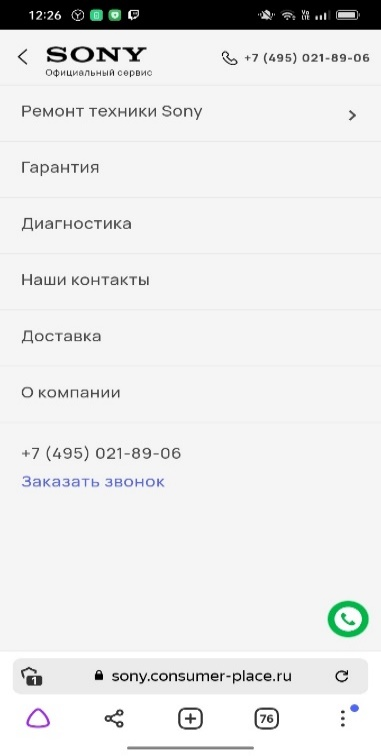 12:26
SONY
Официальный сервис
+7 (495) 021-89-06
Ремонт техники Sony
Гарантия
Диагностика
Наши контакты
Доставка
О компании
+7 (495) 021-89-06
Заказать звонок
1
sony.consumer-place.ru
76